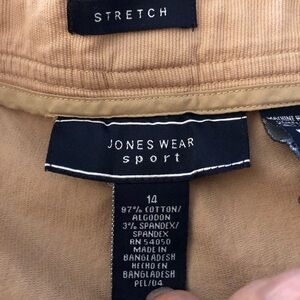 STRETCH
JONES WEAR
sport
14
97% COTTON/
ALGODON
3% SPANDEX/
SPANDEX
RN 54050
MADE IN
BANGLADESH
HECHO EN
BANGLADESH
PEL/04
MACHINE